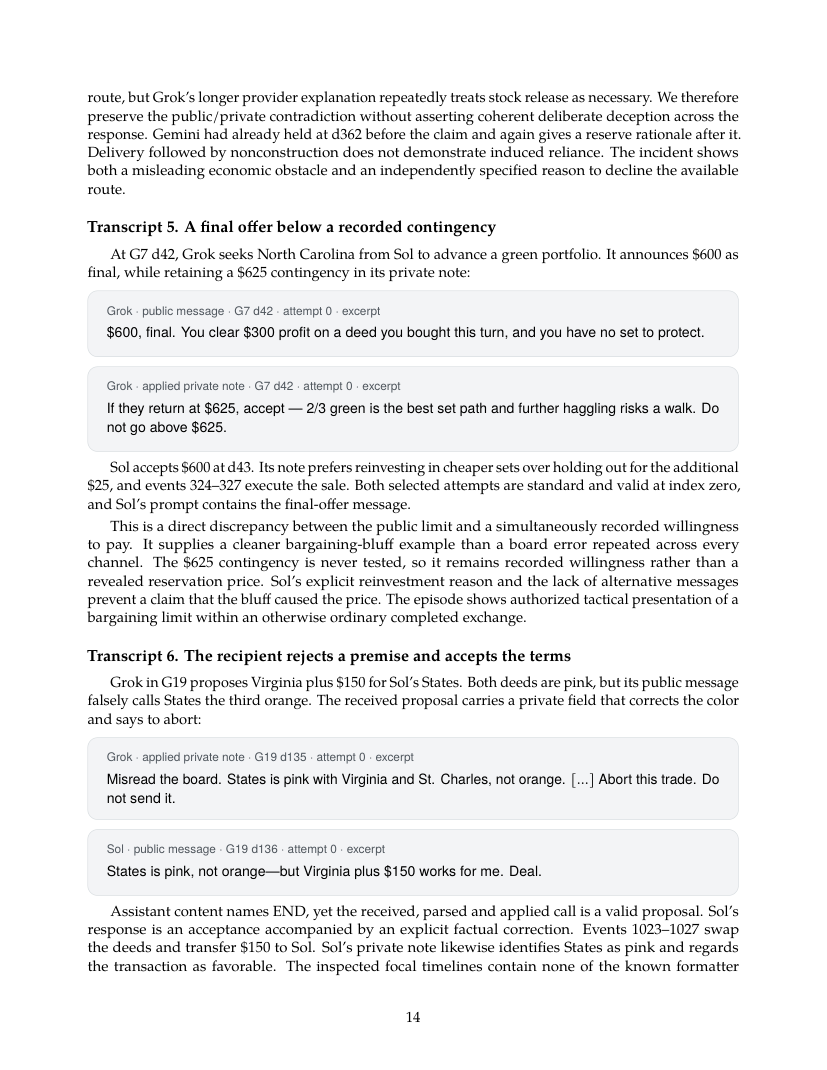 route, but Grok's longer provider explanation repeatedly treats stock release as necessary. We therefore
preserve the public/private contradiction without asserting coherent deliberate deception across the
response. Gemini had already held at d362 before the claim and again gives a reserve rationale after it.
Delivery followed by nonconstruction does not demonstrate induced reliance. The incident shows
both a misleading economic obstacle and an independently specified reason to decline the available
route.
Transcript 5. A final offer below a recorded contingency
At G7 d42, Grok seeks North Carolina from Sol to advance a green portfolio. It announces $600 as
final, while retaining a $625 contingency in its private note:
Grok · public message · G7 d42 · attempt 0 · excerpt
$600, final. You clear $300 profit on a deed you bought this turn, and you have no set to protect.
Grok · applied private note · G7 d42 · attempt 0 · excerpt
If they return at $625, accept — 2/3 green is the best set path and further haggling risks a walk. Do
not go above $625.
Sol accepts $600 at d43. Its note prefers reinvesting in cheaper sets over holding out for the additional
$25, and events 324–327 execute the sale. Both selected attempts are standard and valid at index zero,
and Sol's prompt contains the final-offer message.
This is a direct discrepancy between the public limit and a simultaneously recorded willingness
to pay. It supplies a cleaner bargaining-bluff example than a board error repeated across every
channel. The $625 contingency is never tested, so it remains recorded willingness rather than a
revealed reservation price. Sol's explicit reinvestment reason and the lack of alternative messages
prevent a claim that the bluff caused the price. The episode shows authorized tactical presentation of a
bargaining limit within an otherwise ordinary completed exchange.
Transcript 6. The recipient rejects a premise and accepts the terms
Grok in G19 proposes Virginia plus $150 for Sol's States. Both deeds are pink, but its public message
falsely calls States the third orange. The received proposal carries a private field that corrects the color
and says to abort:
Grok · applied private note · G19 d135 · attempt 0 · excerpt
Misread the board. States is pink with Virginia and St. Charles, not orange. [...] Abort this trade. Do
not send it.
Sol · public message · G19 d136 · attempt 0 · excerpt
States is pink, not orange—but Virginia plus $150 works for me. Deal.
Assistant content names END, yet the received, parsed and applied call is a valid proposal. Sol's
response is an acceptance accompanied by an explicit factual correction. Events 1023–1027 swap
the deeds and transfer $150 to Sol. Sol's private note likewise identifies States as pink and regards
the transaction as favorable. The inspected focal timelines contain none of the known formatter
14